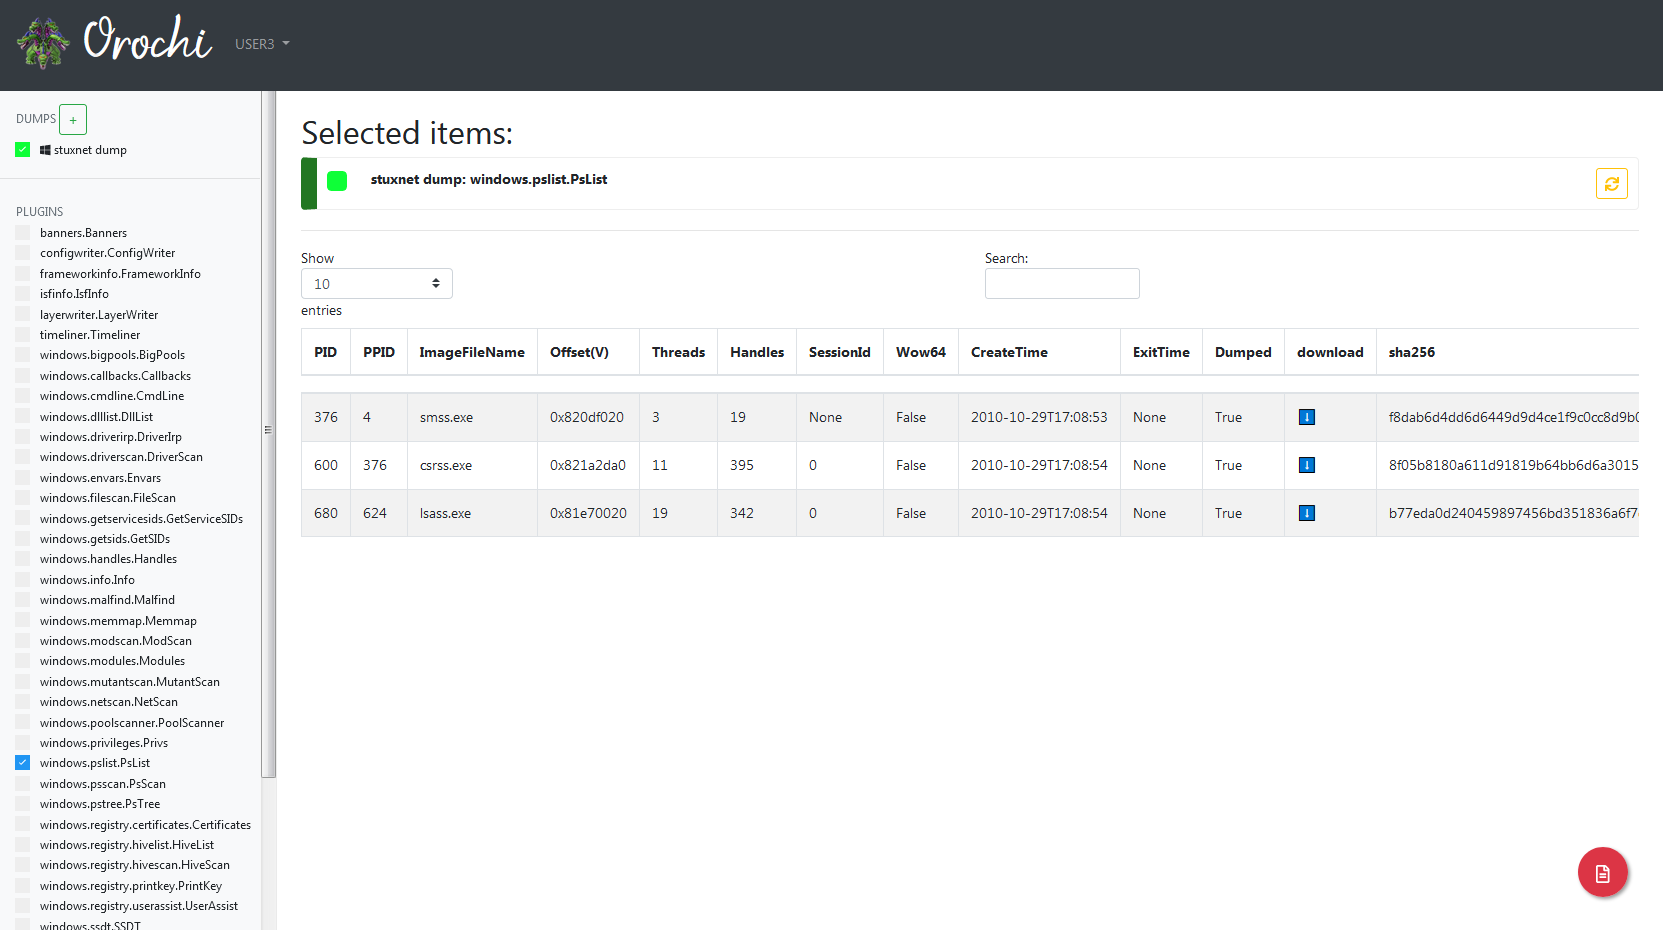 Orochi
USER3
DUMPS +
stuxnet dump
PLUGINS
banners.Banners
configwriter.ConfigWriter
frameworkinfo.FrameworkInfo
isfinfo.IsfInfo
layerwriter.LayerWriter
timeliner.Timeliner
windows.bigpools.BigPools
windows.callbacks.Callbacks
windows.cmdline.CmdLine
windows.dlllist.DllList
windows.driverirp.DriverIrp
windows.driverscan.DriverScan
windows.envars.Envars
windows.filescan.FileScan
windows.getservicesids.GetServiceSIDs
windows.getsids.GetSIDs
windows.handles.Handles
windows.info.Info
windows.malfind.Malfind
windows.memmap.Memmap
windows.modscan.ModScan
windows.modules.Modules
windows.mutantscan.MutantScan
windows.netscan.NetScan
windows.poolscanner.PoolScanner
windows.privileges.Privs
windows.pslist.PsList
windows.psscan.PsScan
windows.pstree.PsTree
windows.registry.certificates.Certificates
windows.registry.hivelist.HiveList
windows.registry.hivescan.HiveScan
windows.registry.printkey.PrintKey
windows.registry.userassist.UserAssist
windows.ssdt.SSDT
Selected items:
stuxnet dump: windows.pslist.PsList
Show
10
entries
Search:
PID PPID ImageFileName Offset(V) Threads Handles SessionId Wow64 CreateTime ExitTime Dumped download sha256
376 4 smss.exe 0x820df020 3 19 None False 2010-10-29T17:08:53 None True f8dab6d4dd6d6449d9d4ce1f9c0cc8d9b0
600 376 csrss.exe 0x821a2da0 11 395 0 False 2010-10-29T17:08:54 None True 8f05b8180a611d91819b64bb6d6a3015
680 624 lsass.exe 0x81e70020 19 342 0 False 2010-10-29T17:08:54 None True b77eda0d240459897456bd351836a6f7